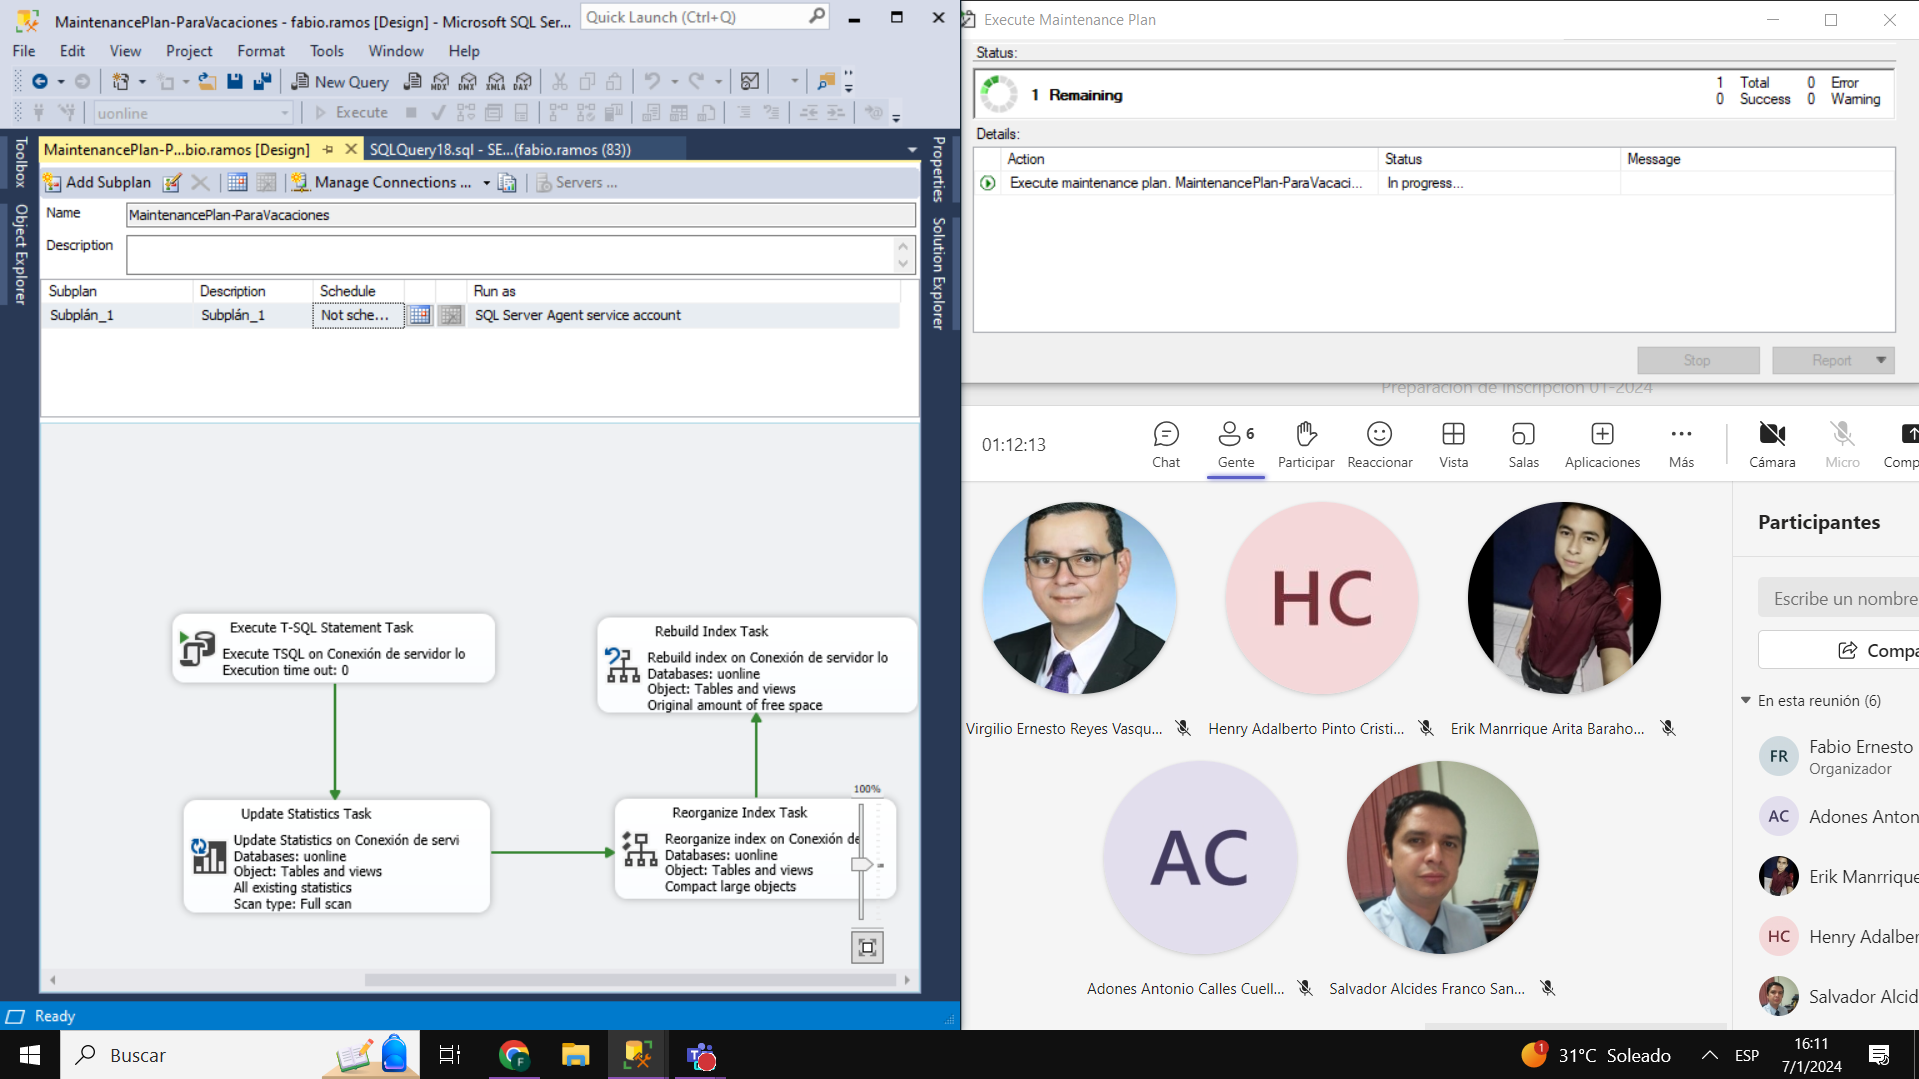 MaintenancePlan-ParaVacaciones - fabio.ramos [Design] - Microsoft SQL Ser...
Quick Launch (Ctrl+Q)
File Edit View Project Format Tools Window Help
New Query
MDX DMX XMLA DAX
uonline
Execute
Toolbox
Object Explorer
MaintenancePlan-P...bio.ramos [Design]
SQLQuery18.sql - SE...(fabio.ramos (83))
Properties
Solution Explorer
Add Subplan
Manage Connections ...
Servers ...
Name
MaintenancePlan-ParaVacaciones
Description
Subplan Description Schedule Run as
Subplán_1 Subplán_1 Not sche... SQL Server Agent service account
Execute T-SQL Statement Task
Execute TSQL on Conexión de servidor lo
Execution time out: 0
Rebuild Index Task
Rebuild index on Conexión de servidor lo
Databases: uonline
Object: Tables and views
Original amount of free space
Update Statistics Task
Update Statistics on Conexión de servi
Databases: uonline
Object: Tables and views
All existing statistics
Scan type: Full scan
Reorganize Index Task
Reorganize index on Conexión de
Databases: uonline
Object: Tables and views
Compact large objects
100%
Ready
Execute Maintenance Plan
Status:
1 Remaining
1 Total 0 Error
0 Success 0 Warning
Details:
Action Status Message
Execute maintenance plan. MaintenancePlan-ParaVacaci... In progress...
Stop
Report
Preparación de inscripción 01-2024
01:12:13
Chat
Gente
6
Participar
Reaccionar
Vista
Salas
Aplicaciones
Más
Cámara
Micro
Comp
HC
Virgilio Ernesto Reyes Vasqu...
Henry Adalberto Pinto Cristi...
Erik Manrrique Arita Baraho...
AC
Adones Antonio Calles Cuell...
Salvador Alcides Franco San...
Participantes
Escribe un nombre
Compa
En esta reunión (6)
FR
Fabio Ernesto
Organizador
AC
Adones Anton
Erik Manrrique
HC
Henry Adalber
Salvador Alcid
Buscar
1
31°C Soleado
ESP
16:11
7/1/2024